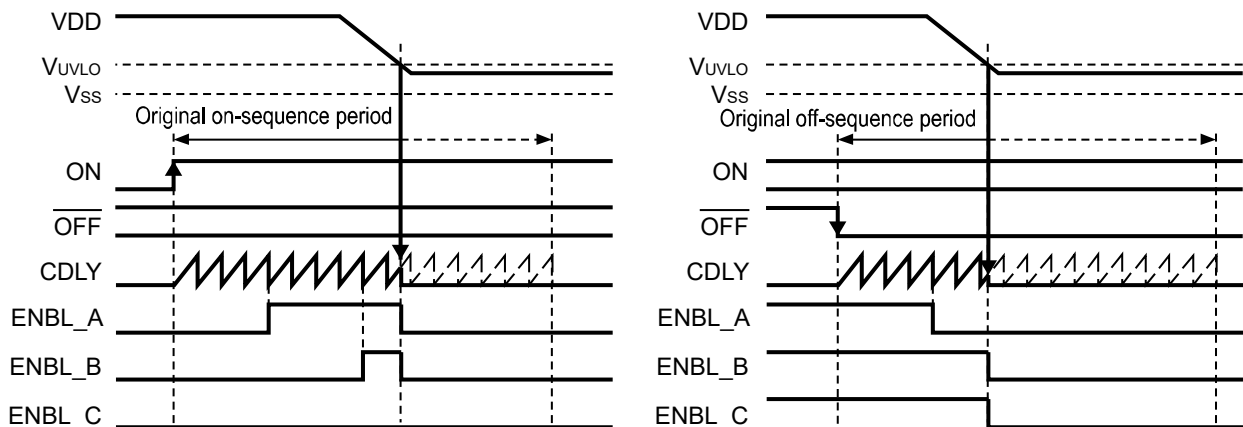 VDD
VUVLO
VSS
Original on-sequence period
ON
OFF
CDLY
ENBL_A
ENBL_B
ENBL_C
VDD
VUVLO
VSS
Original off-sequence period
ON
OFF
CDLY
ENBL_A
ENBL_B
ENBL_C